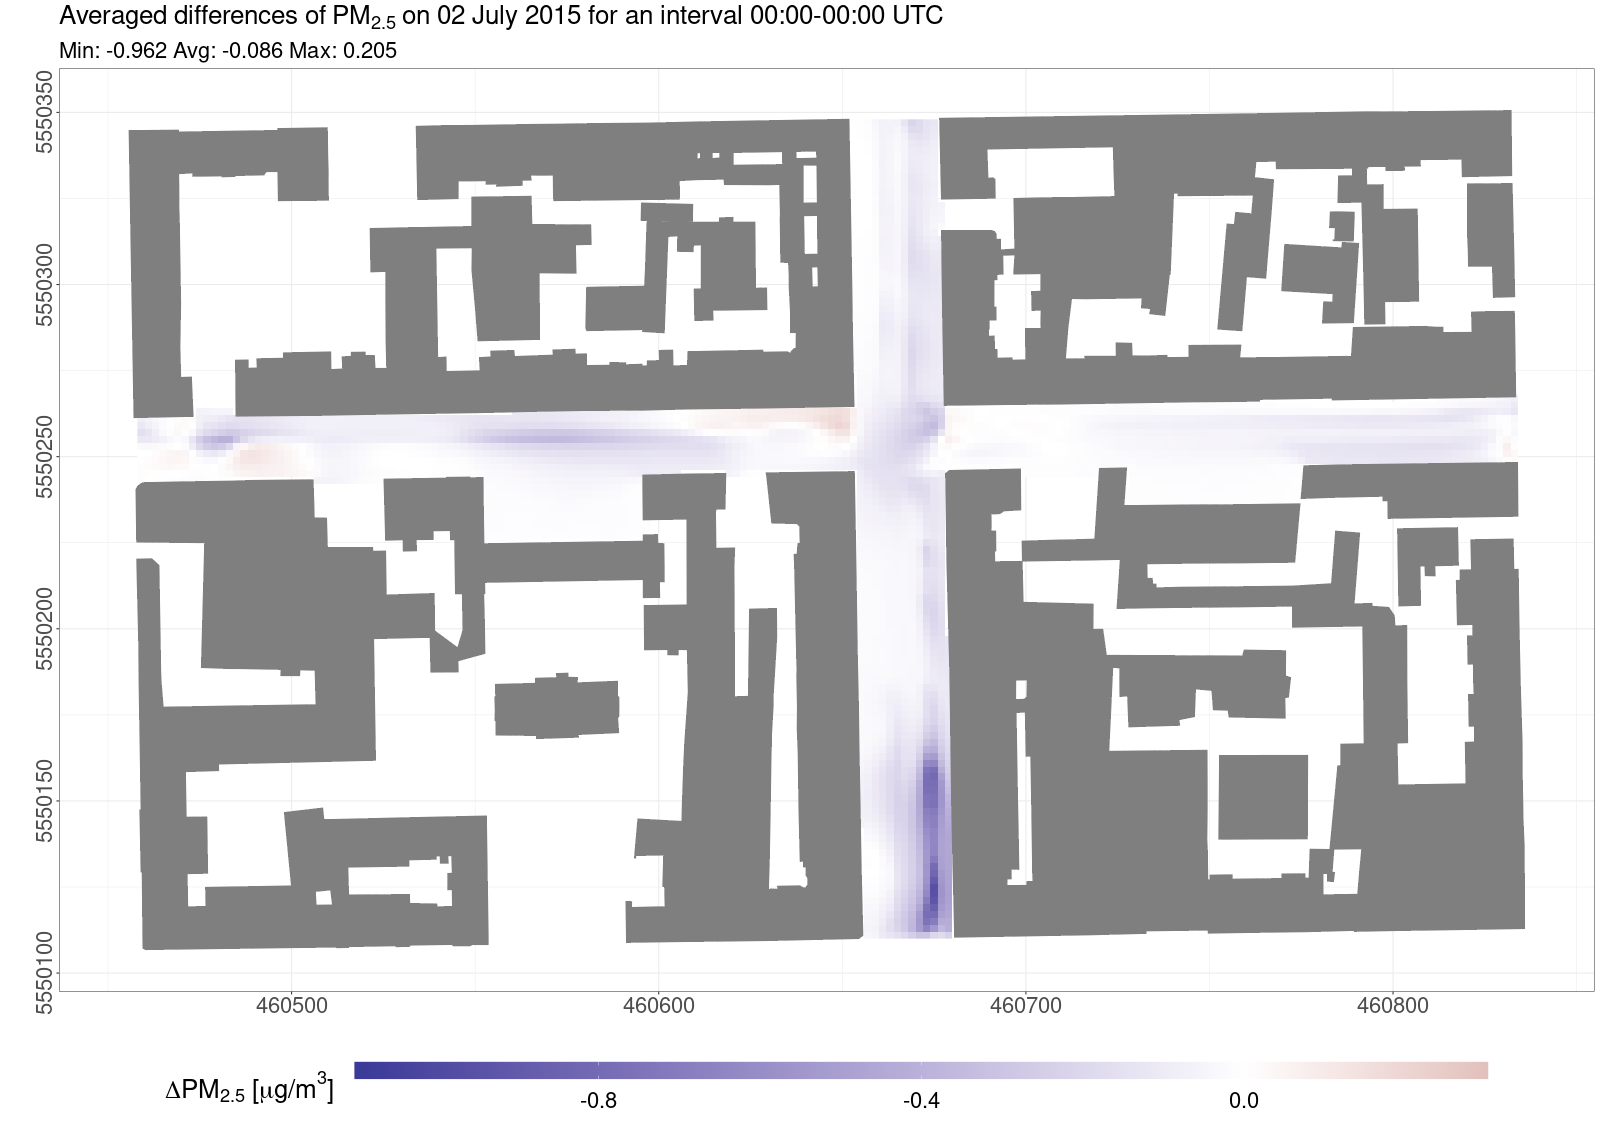 Averaged differences of PM2.5 on 02 July 2015 for an interval 00:00-00:00 UTC
Min: -0.962 Avg: -0.086 Max: 0.205
5550350
5550300
5550250
5550200
5550150
5550100
460500 460600 460700 460800
ΔPM2.5 [μg/m3]
-0.8 -0.4 0.0